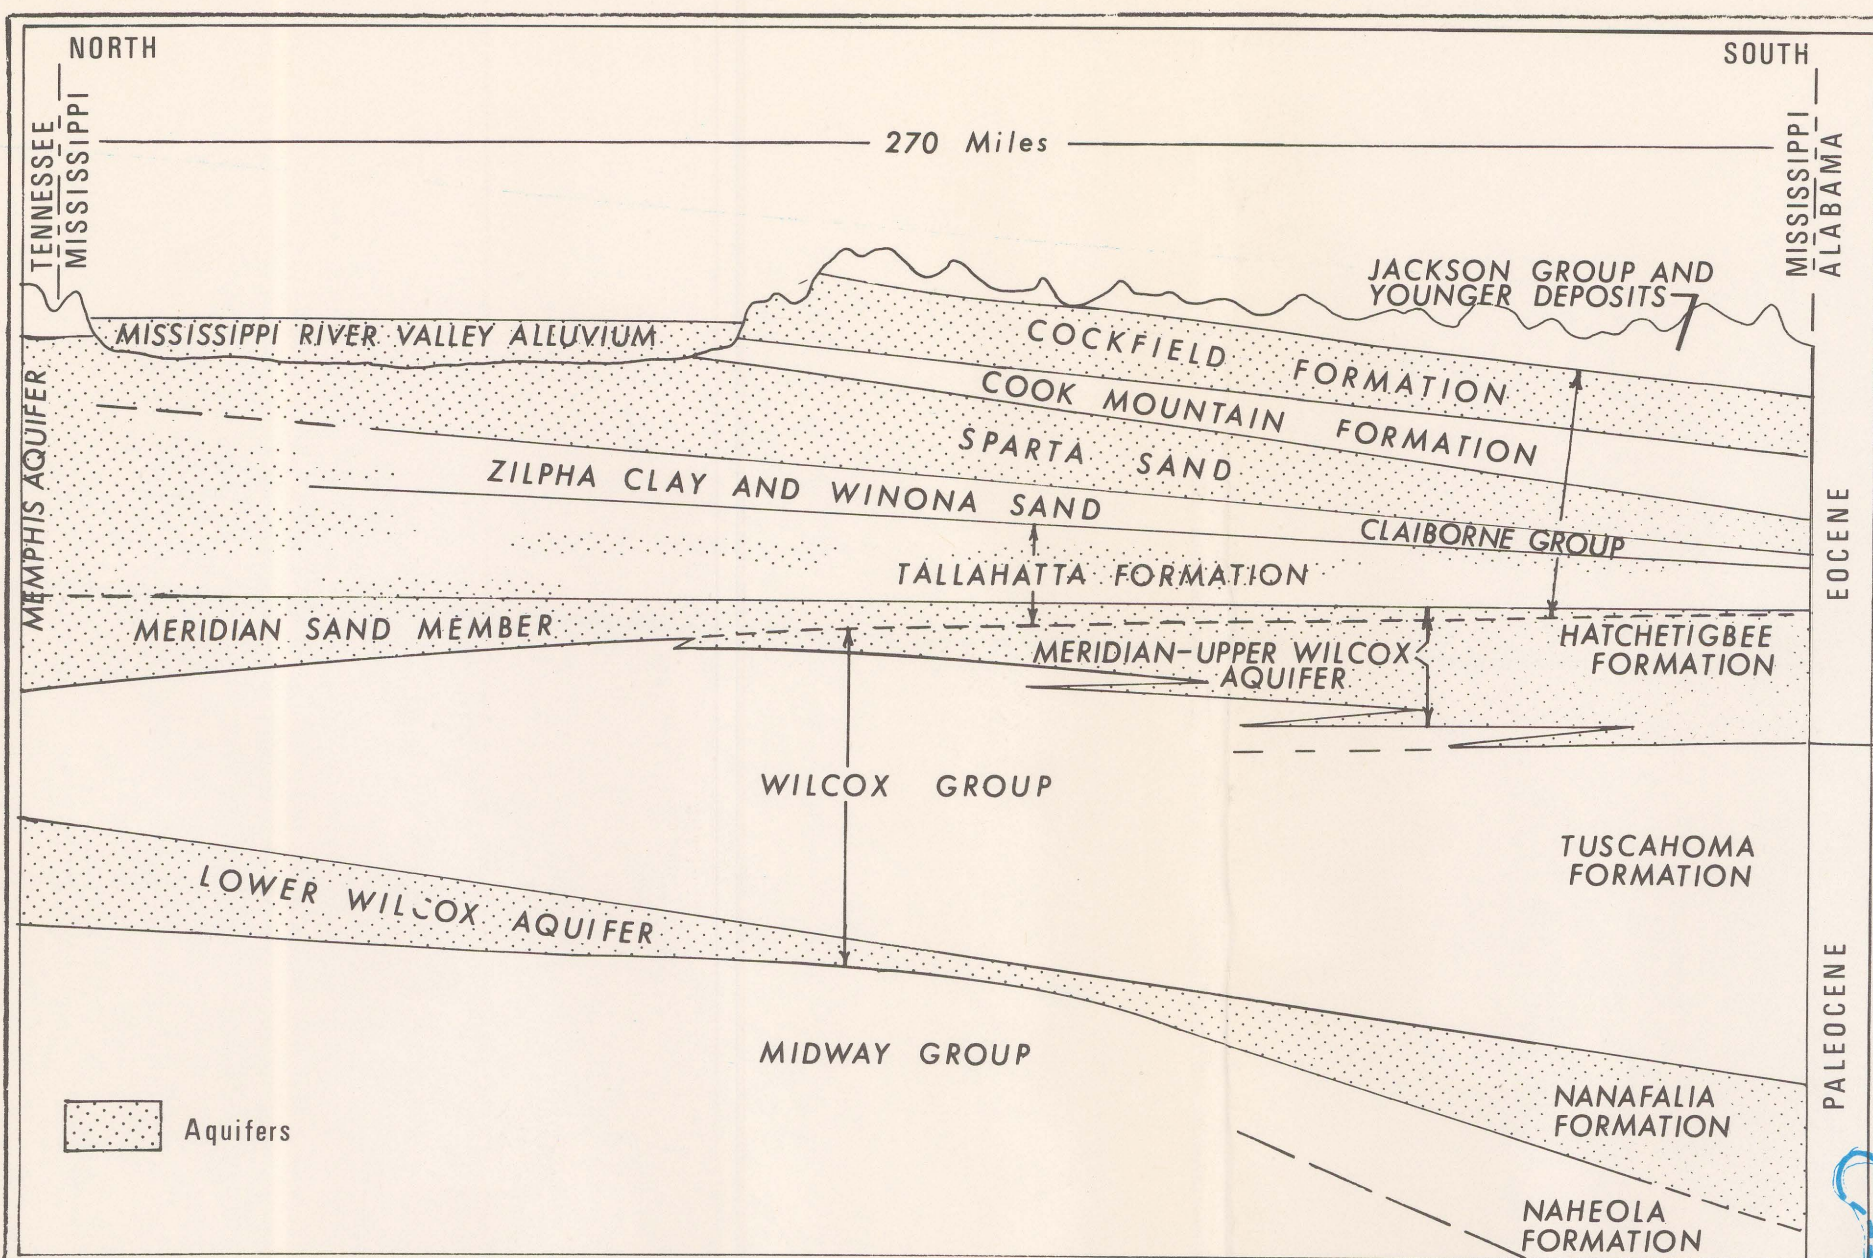 NORTH
SOUTH
TENNESSEE
MISSISSIPPI
270 Miles
MISSISSIPPI
ALABAMA
JACKSON GROUP AND
YOUNGER DEPOSITS
MISSISSIPPI RIVER VALLEY ALLUVIUM
COCKFIELD FORMATION
COOK MOUNTAIN FORMATION
SPARTA SAND
ZILPHA CLAY AND WINONA SAND
CLAIBORNE GROUP
MEMPHIS AQUIFER
TALLAHATTA FORMATION
EOCENE
MERIDIAN SAND MEMBER
MERIDIAN-UPPER WILCOX
AQUIFER
HATCHETIGBEE
FORMATION
WILCOX GROUP
TUSCAHOMA
FORMATION
LOWER WILCOX AQUIFER
PALEOCENE
MIDWAY GROUP
NANAFALIA
FORMATION
Aquifers
NAHEOLA
FORMATION